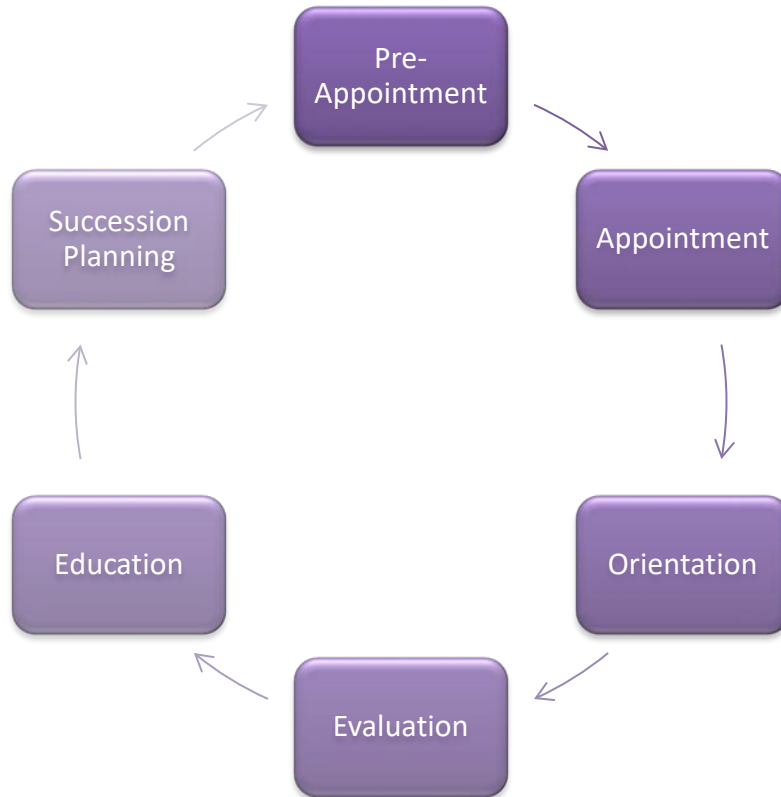 Pre-
Appointment
Appointment
Orientation
Evaluation
Education
Succession
Planning